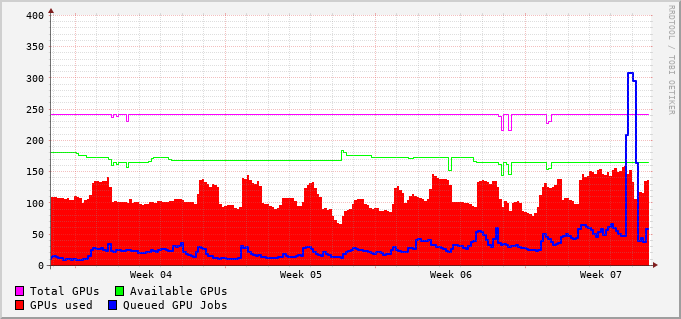 400
350
300
250
200
150
100
50
0
Week 04 Week 05 Week 06 Week 07
Total GPUs Available GPUs
GPUs used Queued GPU Jobs
RRDTOOL / TOBI OETIKER